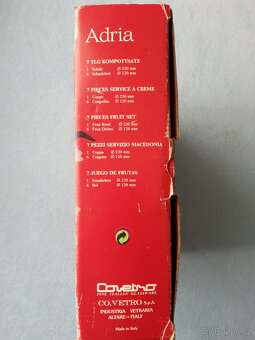 Adria
7 TLG KOMPOTTSATZ
1 Schale Ø 230 mm
6 Schaelchen Ø 120 mm
7 PIECES SERVICE A CREME
1 Coupe Ø 230 mm
6 Coupelles Ø 120 mm
7 PIECES FRUIT SET
1 Fruit Bowl Ø 230 mm
6 Fruit Dishes Ø 120 mm
7 PEZZI SERVIZIO MACEDONIA
1 Coppa Ø 230 mm
6 Coppine Ø 120 mm
7 JUEGO DE FRUTAS
1 Ensaladera Ø 230 mm
6 Bol Ø 120 mm
Covetro
FINE ITALIAN GLASSWARE
CO.VETRO S.p.A
INDUSTRIA VETRARIA
ALTARE - ITALY
Made in Italy